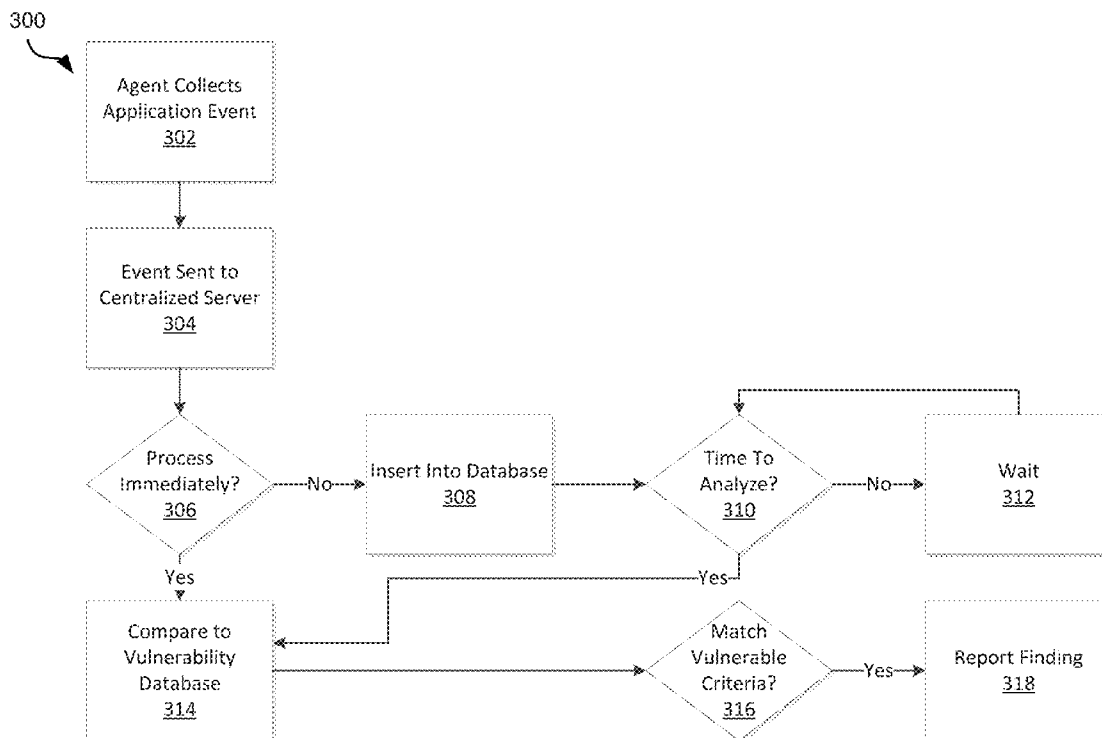 300
Agent Collects
Application Event
302
Event Sent to
Centralized Server
304
Process
Immediately?
306
No
Insert Into Database
308
Time To
Analyze?
310
No
Wait
312
Yes
Yes
Compare to
Vulnerability
Database
314
Match
Vulnerable
Criteria?
316
Yes
Report Finding
318